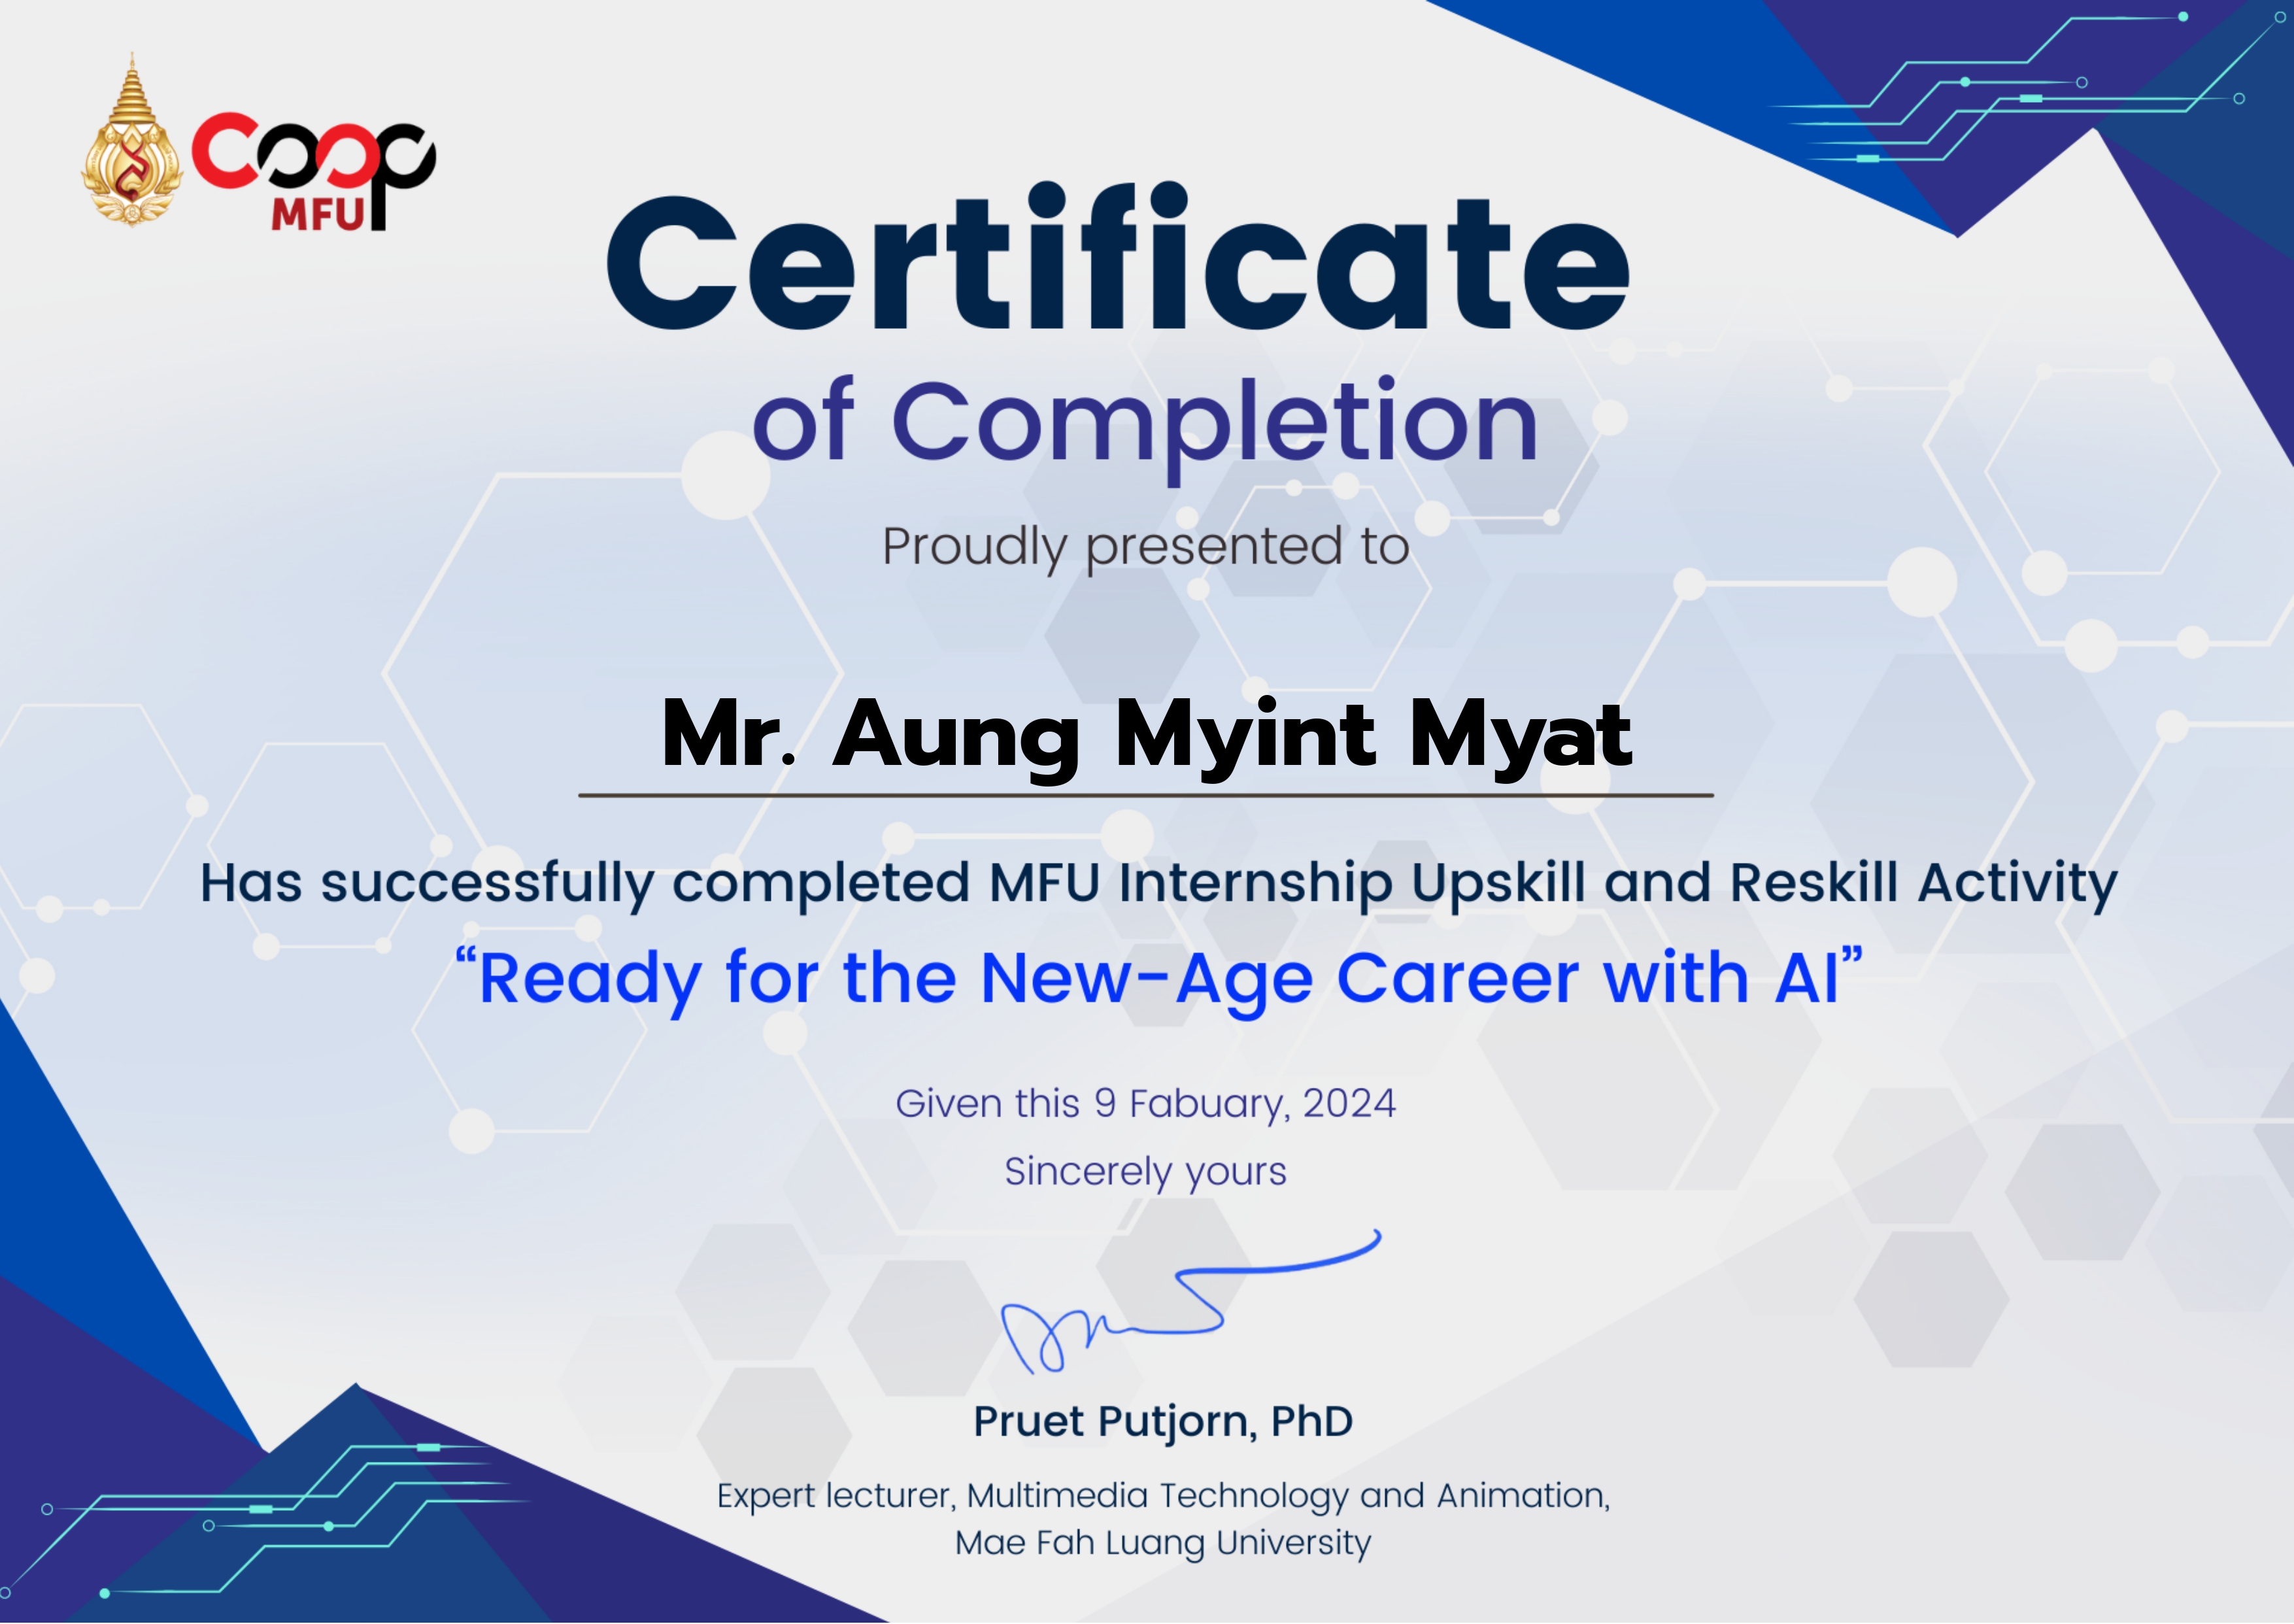 Coop
MFU
Certificate
of Completion
Proudly presented to
Mr. Aung Myint Myat
Has successfully completed MFU Internship Upskill and Reskill Activity
“Ready for the New-Age Career with AI”
Given this 9 Fabuary, 2024
Sincerely yours
Pruet Putjorn, PhD
Expert lecturer, Multimedia Technology and Animation,
Mae Fah Luang University